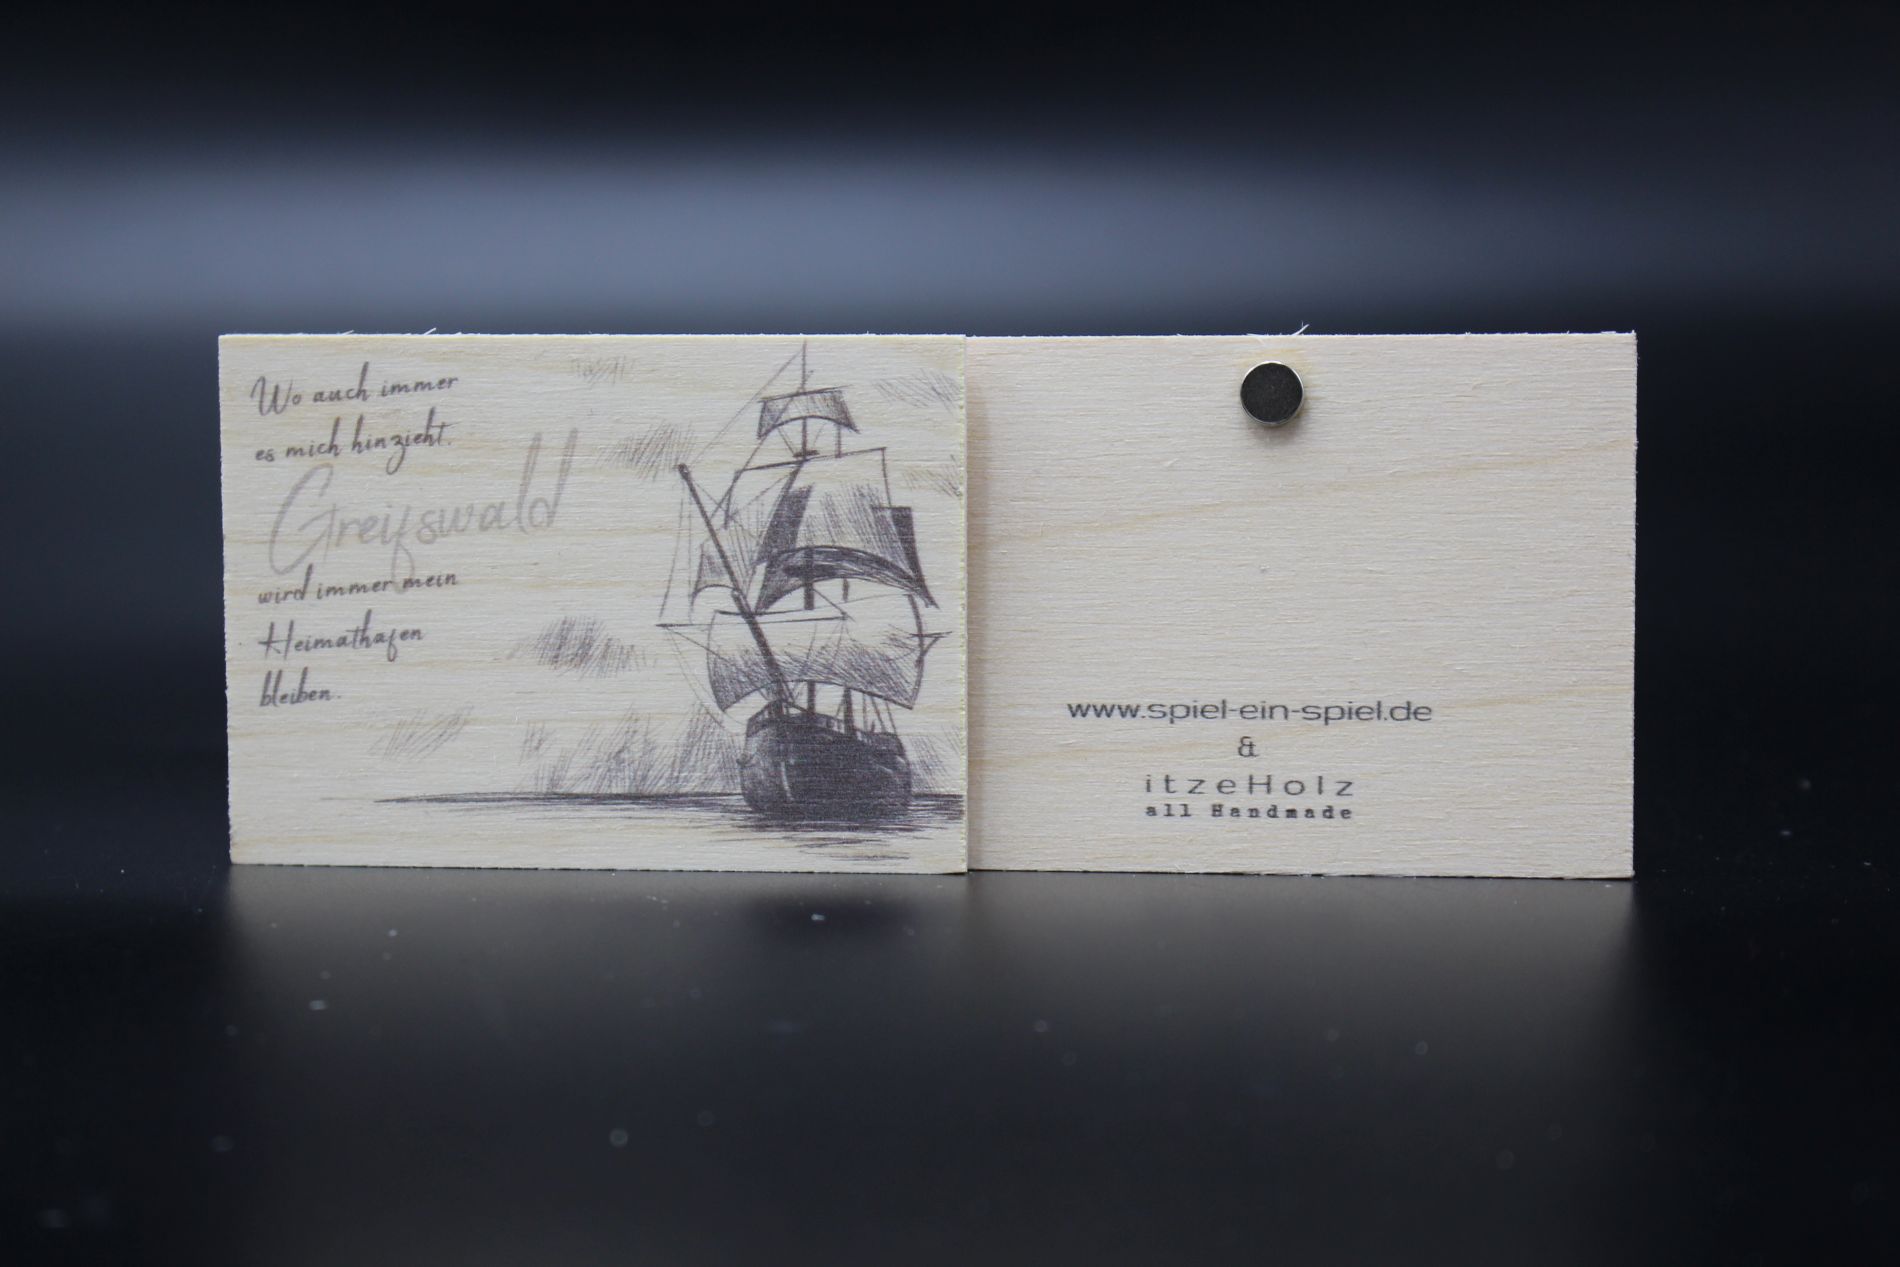 Wo auch immer
es mich hinzieht.
Greifswald
wird immer mein
Heimathafen
bleiben.
www.spiel-ein-spiel.de
&
itzeHolz
all Handmade